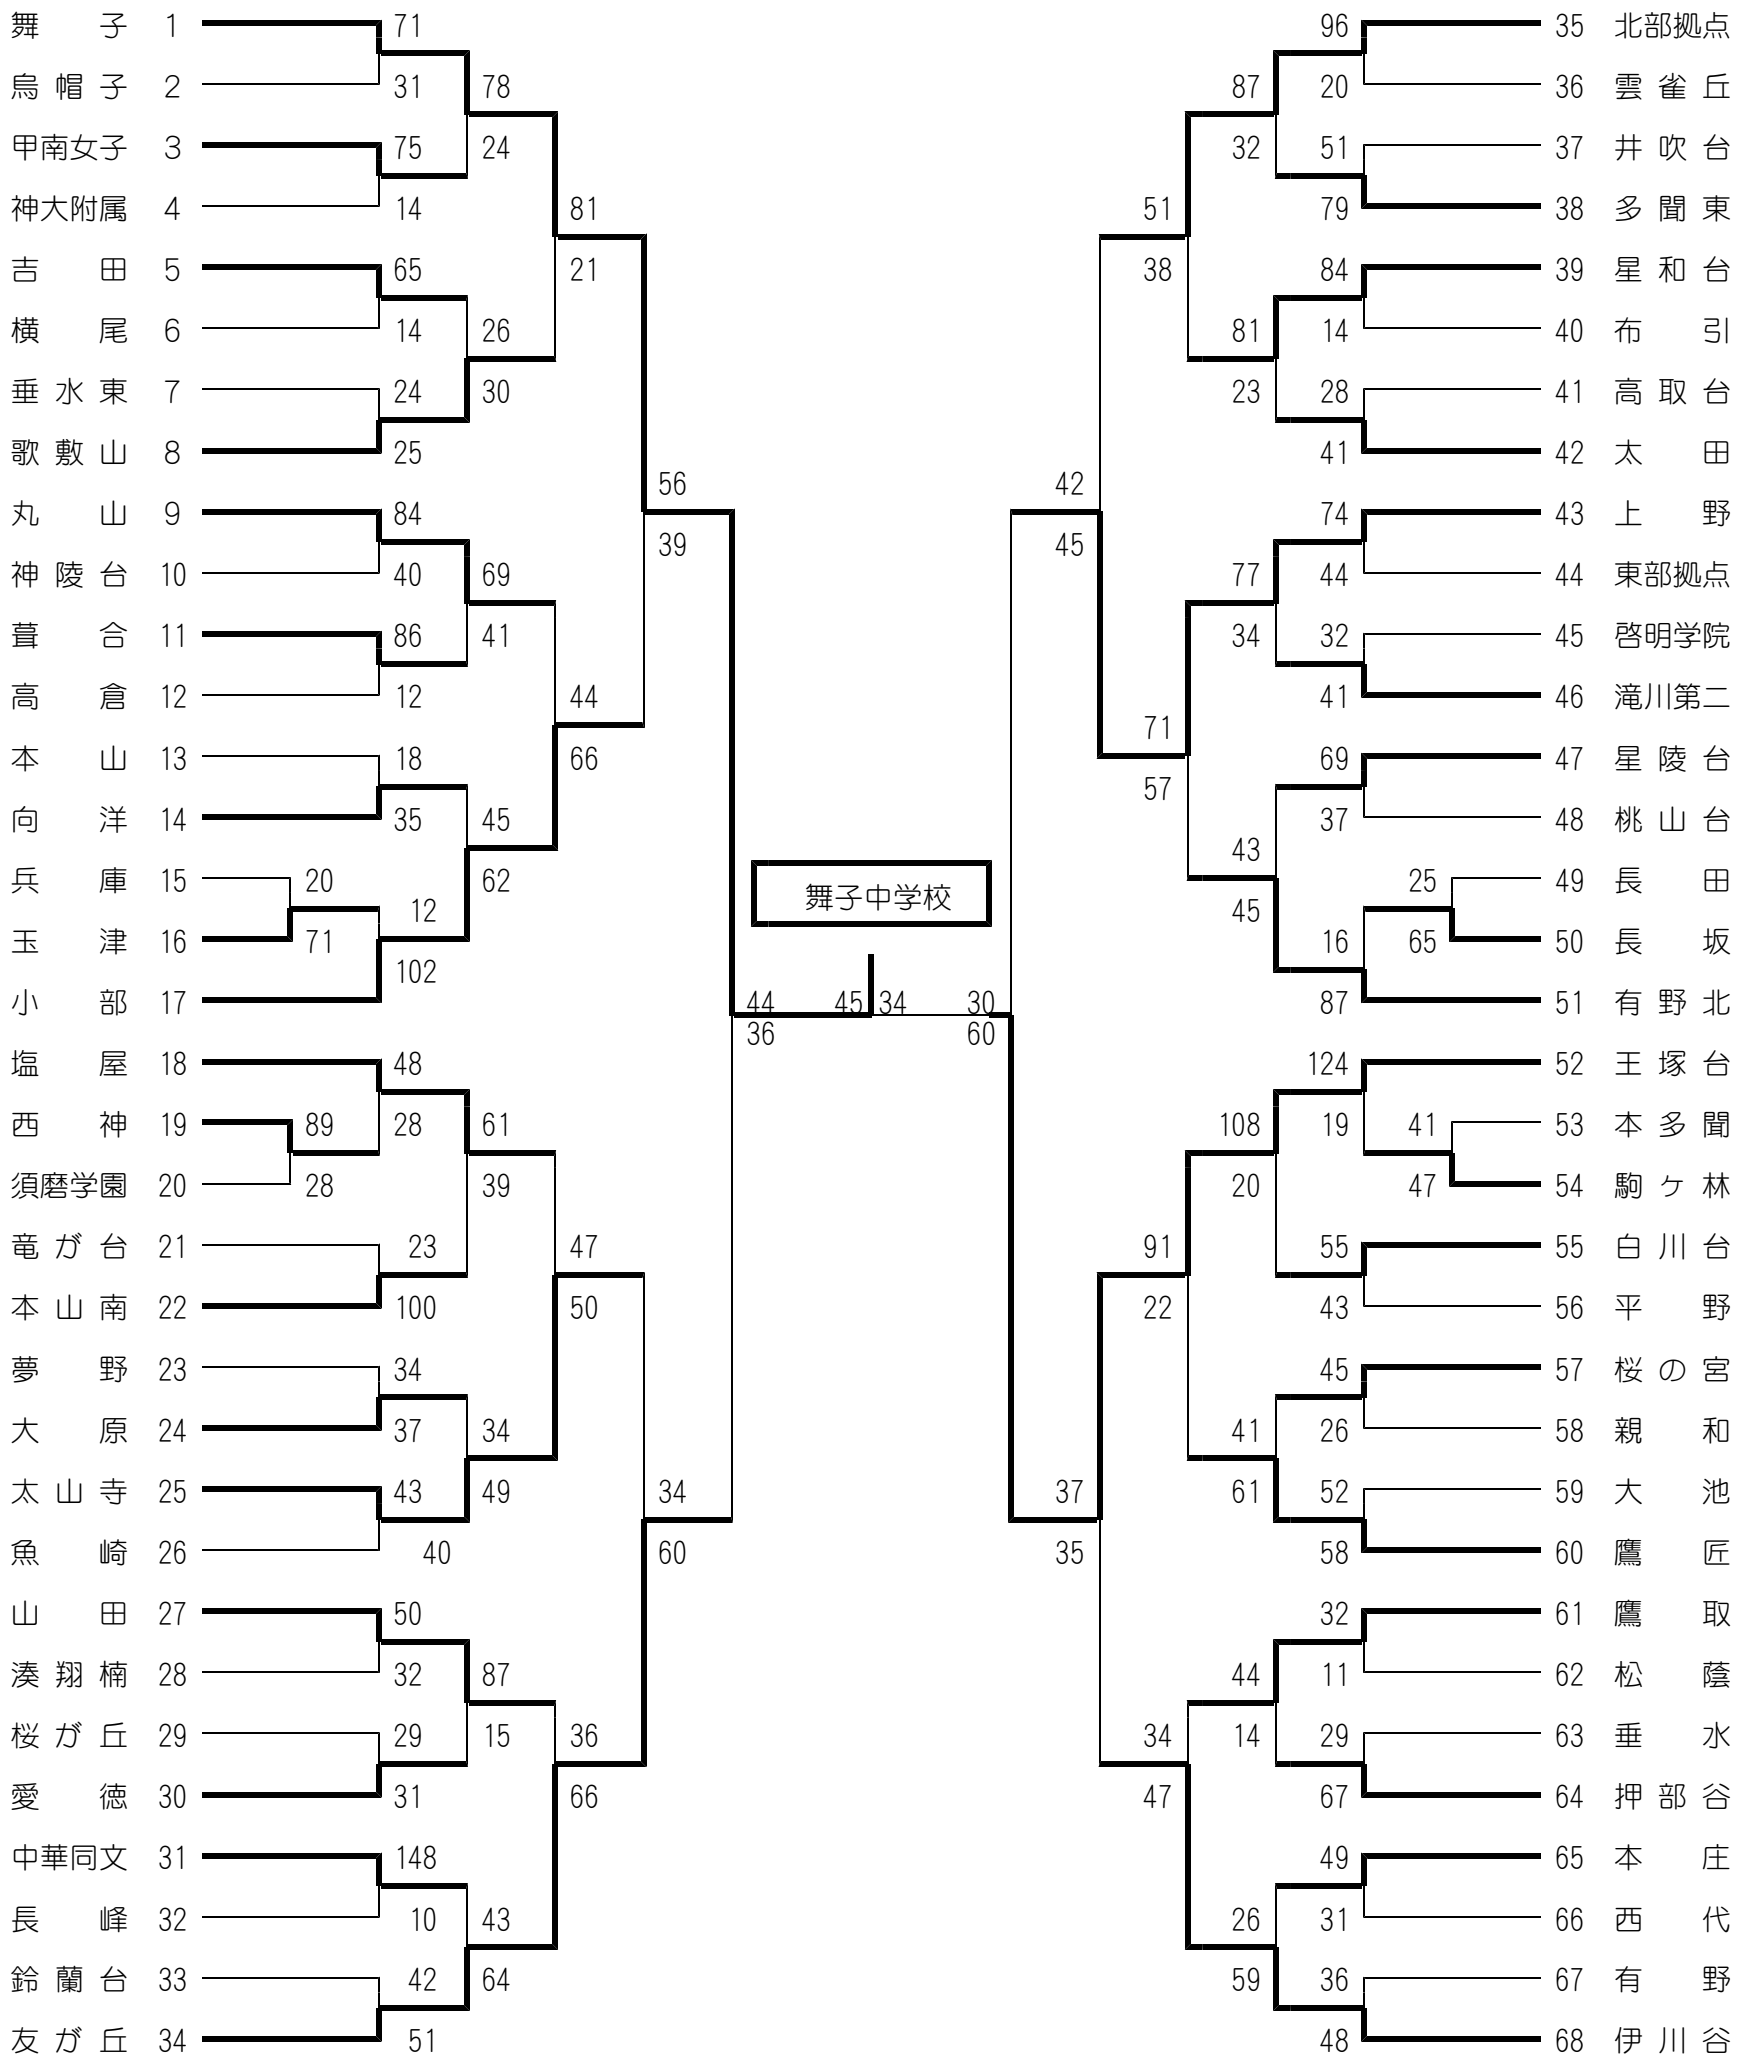 舞子 1 71 96 35 北部拠点
烏帽子 2 31 78 87 20 36 雲雀丘
甲南女子 3 75 24 32 51 37 井吹台
神大附属 4 14 81 51 79 38 多聞東
吉田 5 65 21 38 84 39 星和台
横尾 6 14 26 81 14 40 布引
垂水東 7 24 30 23 28 41 高取台
歌敷山 8 25 41 42 太田
56 42
丸山 9 84 74 43 上野
39 45
神陵台 10 40 69 77 44 44 東部拠点
葺合 11 86 41 34 32 45 啓明学院
高倉 12 12 44 41 46 滝川第二
71
本山 13 18 66 69 47 星陵台
57
向洋 14 35 45 37 48 桃山台
43
兵庫 15 20 62 25 49 長田
舞子中学校
12 45
玉津 16 71 16 65 50 長坂
102
小部 17 44 45 34 30 87 51 有野北
36 60
塩屋 18 48 124 52 王塚台
西神 19 89 28 61 108 19 41 53 本多聞
須磨学園 20 28 39 20 47 54 駒ヶ林
竜が台 21 23 47 91 55 55 白川台
本山南 22 100 50 22 43 56 平野
夢野 23 34 45 57 桜の宮
大原 24 37 34 41 26 58 親和
太山寺 25 43 49 34 37 61 52 59 大池
魚崎 26 40 60 35 58 60 鷹匠
山田 27 50 32 61 鷹取
湊翔楠 28 32 87 44 11 62 松蔭
桜が丘 29 29 15 36 34 14 29 63 垂水
愛徳 30 31 66 47 67 64 押部谷
中華同文 31 148 49 65 本庄
長峰 32 10 43 26 31 66 西代
鈴蘭台 33 42 64 59 36 67 有野
友が丘 34 51 48 68 伊川谷